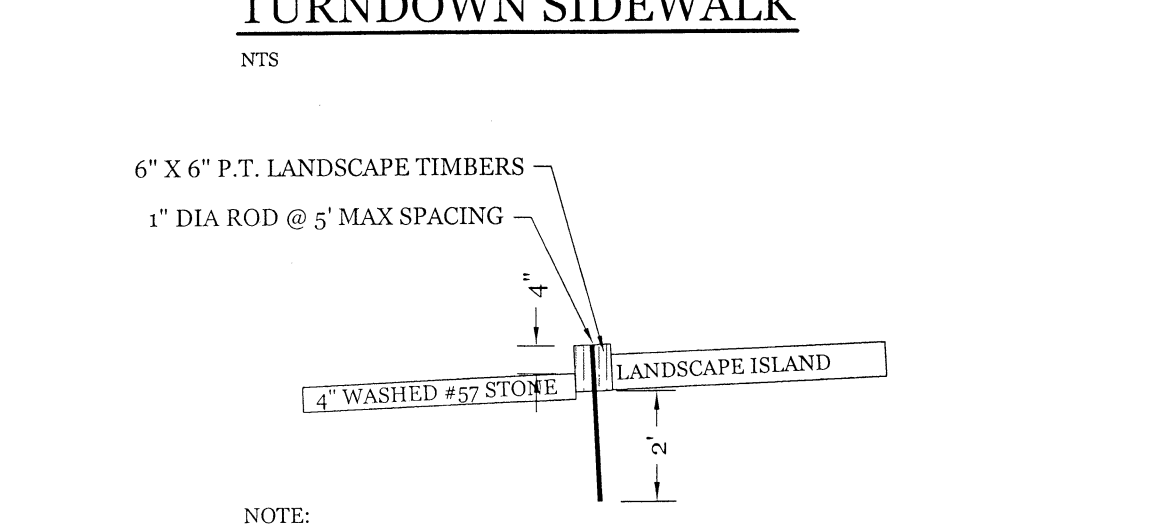 TURNDOWN SIDEWALK
NTS
6" X 6" P.T. LANDSCAPE TIMBERS
1" DIA ROD @ 5' MAX SPACING
4"
LANDSCAPE ISLAND
4" WASHED #57 STONE
2'
NOTE: